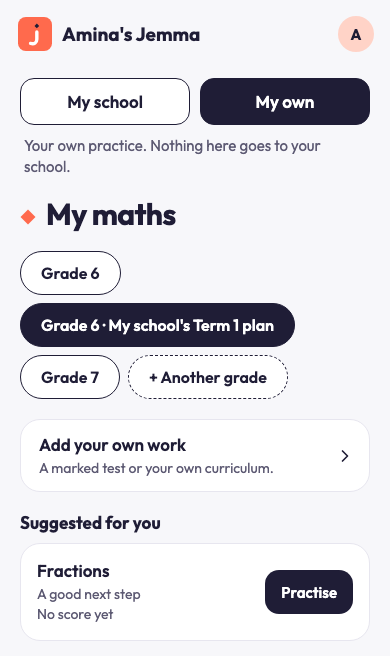 Amina's Jemma
A
My school
My own
Your own practice. Nothing here goes to your
school.
My maths
Grade 6
Grade 6 · My school's Term 1 plan
Grade 7
+ Another grade
Add your own work
A marked test or your own curriculum.
Suggested for you
Fractions
A good next step
No score yet
Practise